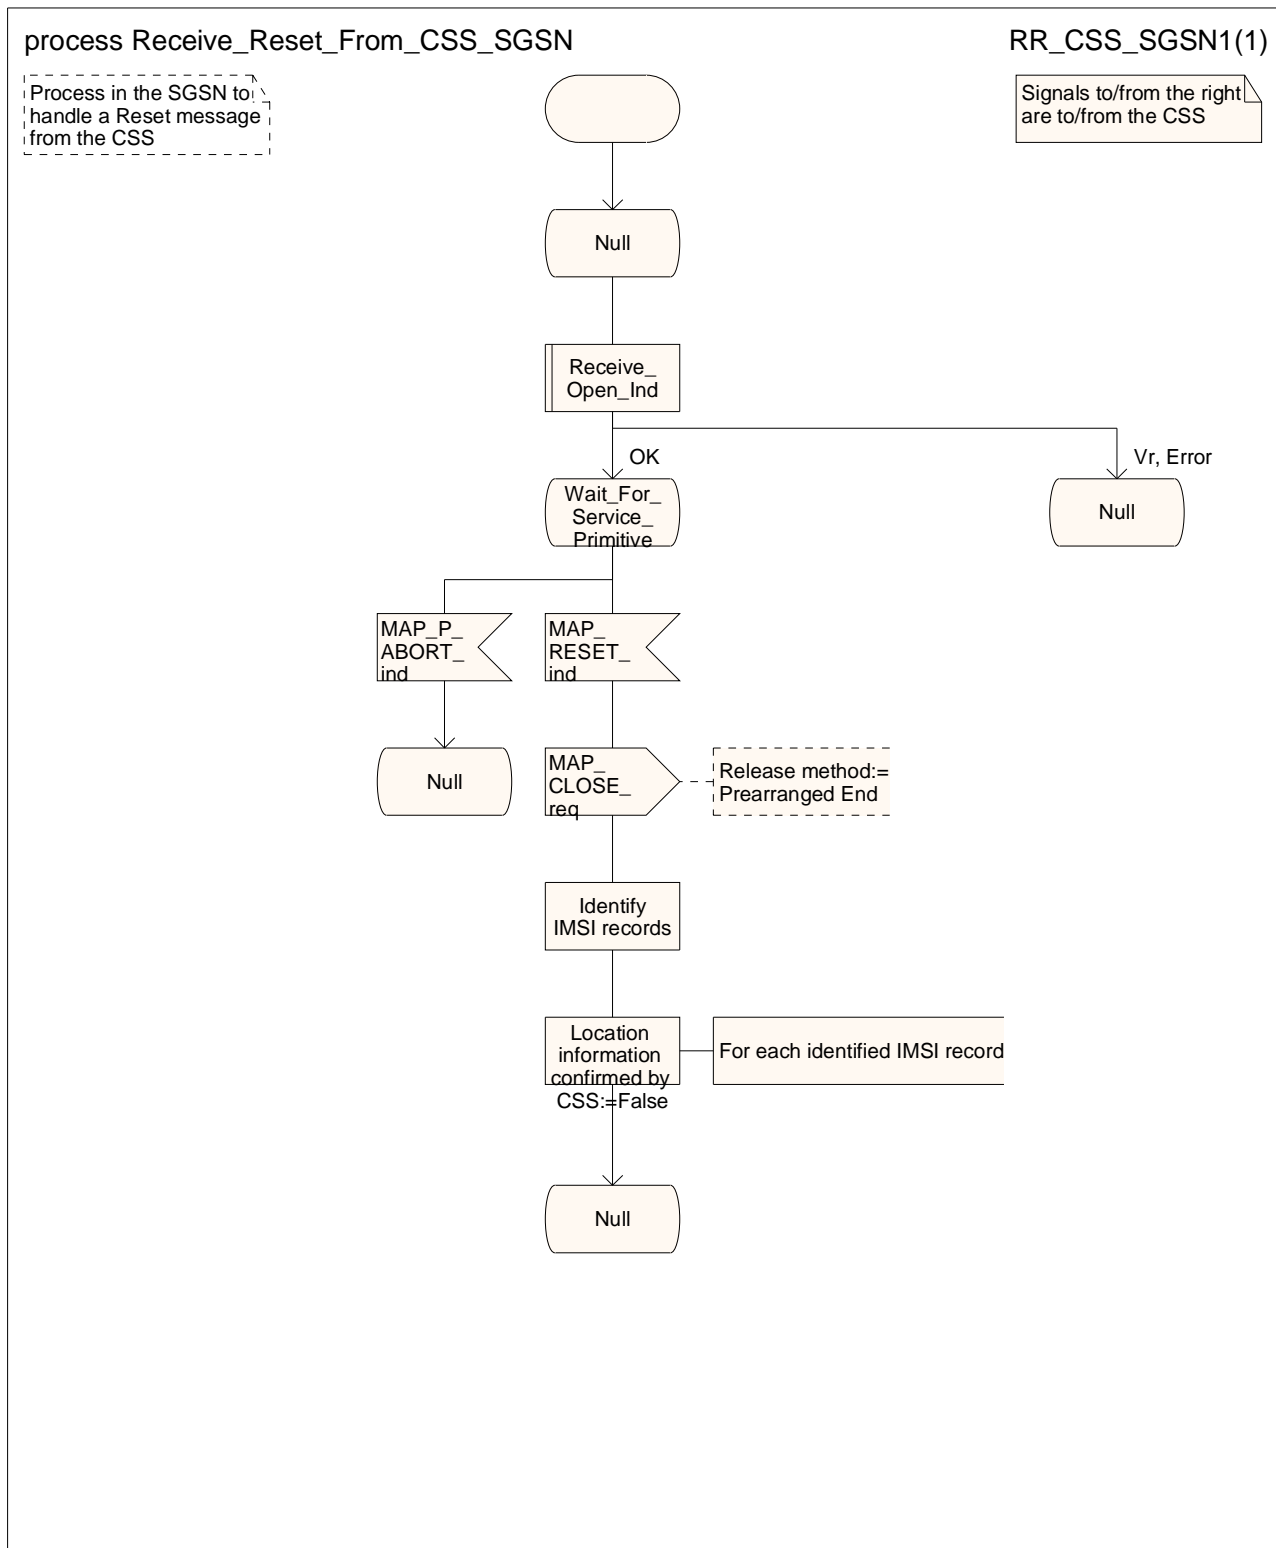 process Receive_Reset_From_CSS_SGSN
RR_CSS_SGSN1(1)
Process in the SGSN to
handle a Reset message
from the CSS
Signals to/from the right
are to/from the CSS
Null
Receive_
Open_Ind
OK
Vr, Error
Wait_For_
Service_
Primitive
Null
MAP_P_
ABORT_
ind
MAP_
RESET_
ind
Null
MAP_
CLOSE_
req
Release method:=
Prearranged End
Identify
IMSI records
Location
information
confirmed by
CSS:=False
For each identified IMSI record
Null